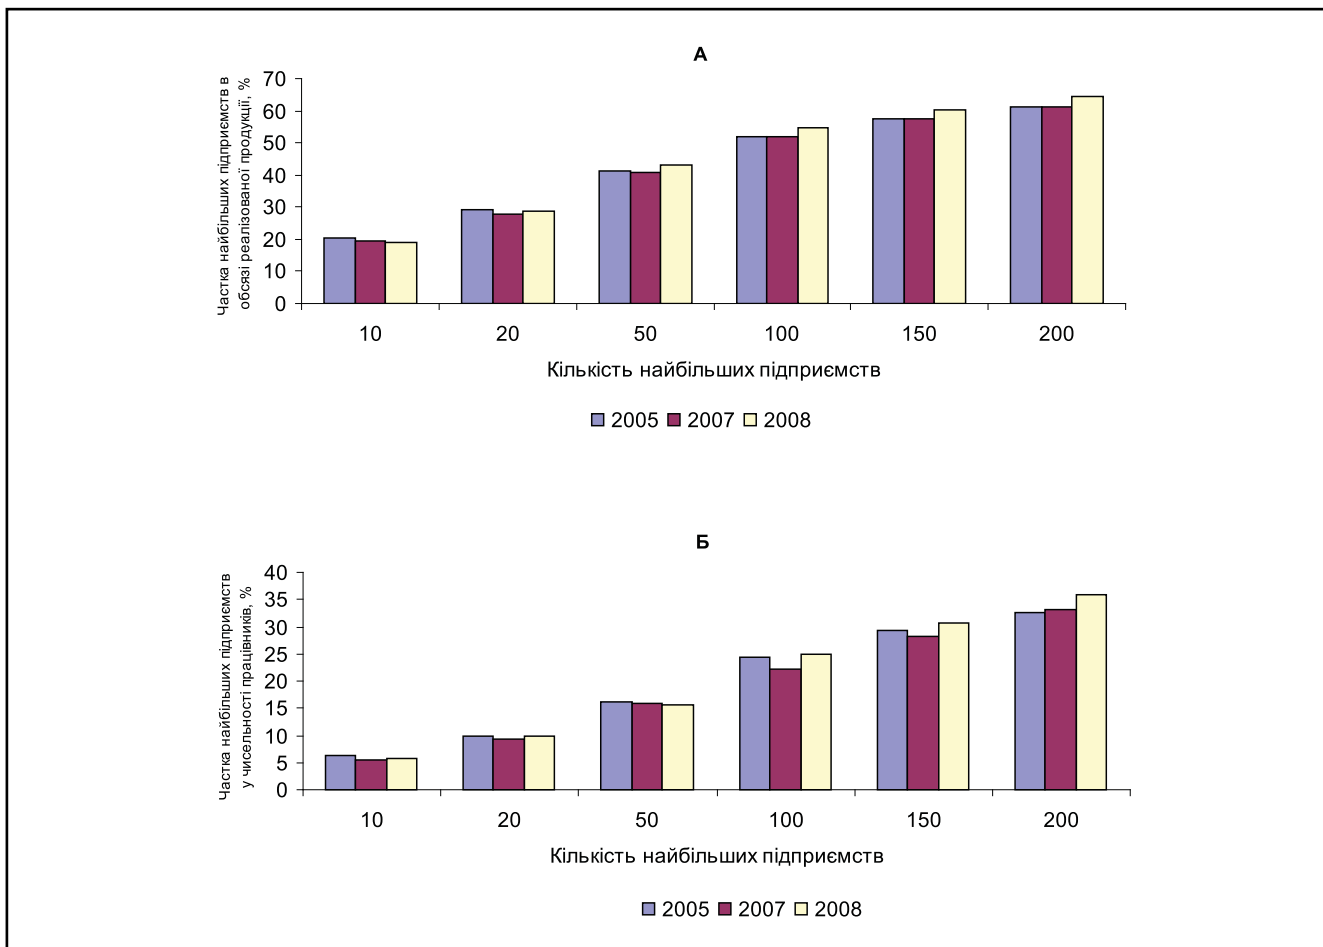 А
Частка найбільших підприємств в
обсязі реалізованої продукції, %
70
60
50
40
30
20
10
0
10 20 50 100 150 200
Кількість найбільших підприємств
2005 2007 2008
Б
Частка найбільших підприємств
у чисельності працівників, %
40
35
30
25
20
15
10
5
0
10 20 50 100 150 200
Кількість найбільших підприємств
2005 2007 2008